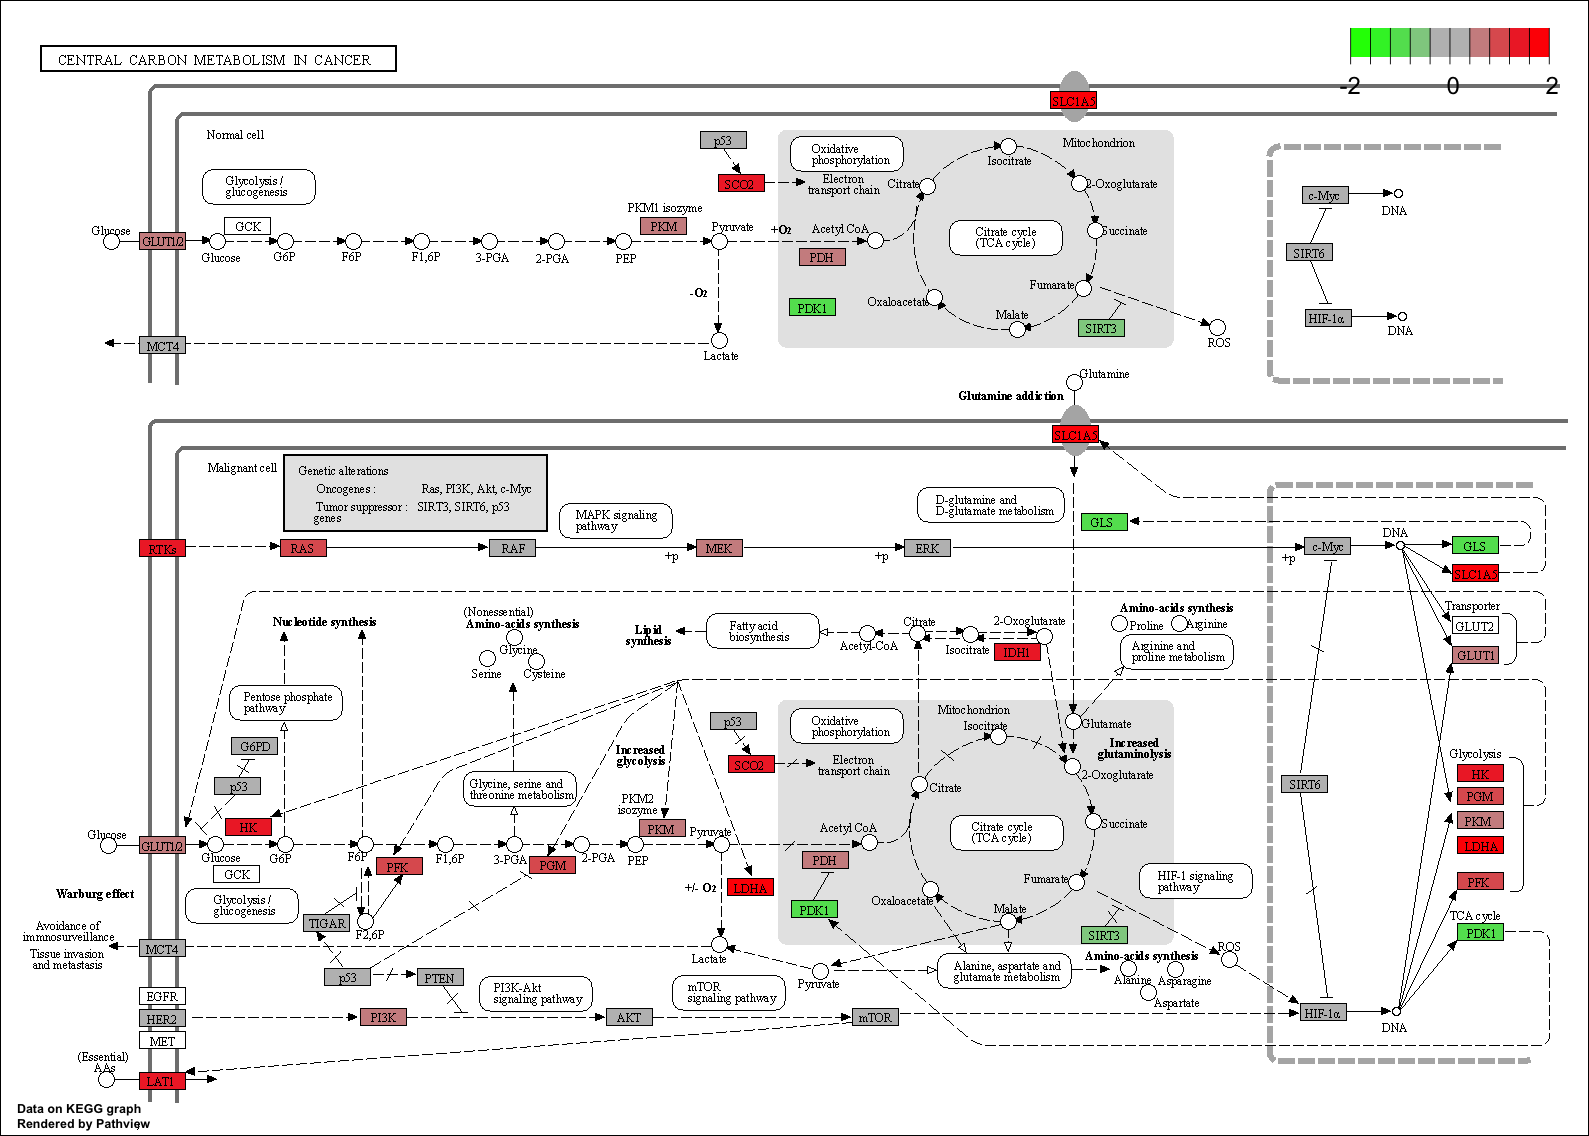 CENTRAL CARBON METABOLISM IN CANCER
-2 0 2
SLC1A5
Normal cell
p53
Oxidative
phosphorylation
Mitochondrion
Isocitrate
Glycolysis /
glucogenesis
SCO2
Electron
transport chain
Citrate
2-Oxoglutarate
c-Myc
DNA
PKM1 isozyme
Glucose
GLUT1/2
GCK
PKM
Pyruvate
+O2
Acetyl CoA
Citrate cycle
(TCA cycle)
Succinate
SIRT6
Glucose
G6P
F6P
F1,6P
3-PGA
2-PGA
PEP
PDH
-O2
PDK1
Oxaloacetate
Fumarate
Malate
SIRT3
ROS
HIF-1α
DNA
MCT4
Lactate
Glutamine
Glutamine addiction
SLC1A5
Malignant cell
Genetic alterations
Oncogenes : Ras, PI3K, Akt, c-Myc
Tumor suppressor : SIRT3, SIRT6, p53
genes
MAPK signaling
pathway
D-glutamine and
D-glutamate metabolism
GLS
RTKs
RAS
RAF
+p
MEK
+p
ERK
+p
c-Myc
DNA
GLS
SLC1A5
Transporter
GLUT2
GLUT1
Nucleotide synthesis
(Nonessential)
Amino-acids synthesis
Glycine
Serine
Cysteine
Lipid
synthesis
Fatty acid
biosynthesis
Acetyl-CoA
Citrate
Isocitrate
2-Oxoglutarate
IDH1
Amino-acids synthesis
Proline
Arginine
Arginine and
proline metabolism
Pentose phosphate
pathway
G6PD
p53
Increased
glycolysis
p53
SCO2
Oxidative
phosphorylation
Electron
transport chain
Mitochondrion
Isocitrate
Glutamate
Increased
glutaminolysis
2-Oxoglutarate
Citrate
Glycolysis
HK
PGM
PKM
LDHA
PFK
TCA cycle
PDK1
SIRT6
Glycine, serine and
threonine metabolism
PKM2
isozyme
HK
PKM
Pyruvate
Acetyl CoA
Citrate cycle
(TCA cycle)
Succinate
Glucose
GLUT1/2
Glucose
GCK
G6P
F6P
PFK
F1,6P
3-PGA
PGM
2-PGA
PEP
PDH
+/- O2
LDHA
PDK1
Oxaloacetate
Fumarate
Malate
SIRT3
HIF-1 signaling
pathway
Warburg effect
Glycolysis /
glucogenesis
TIGAR
F2,6P
Avoidance of
immnosurveillance
Tissue invasion
and metastasis
MCT4
Lactate
Pyruvate
Alanine, aspartate and
glutamate metabolism
Amino-acids synthesis
Alanine
Asparagine
Aspartate
ROS
p53
PTEN
PI3K-Akt
signaling pathway
mTOR
signaling pathway
EGFR
HER2
MET
PI3K
AKT
mTOR
HIF-1α
DNA
(Essential)
AAs
LAT1
Data on KEGG graph
Rendered by Pathview